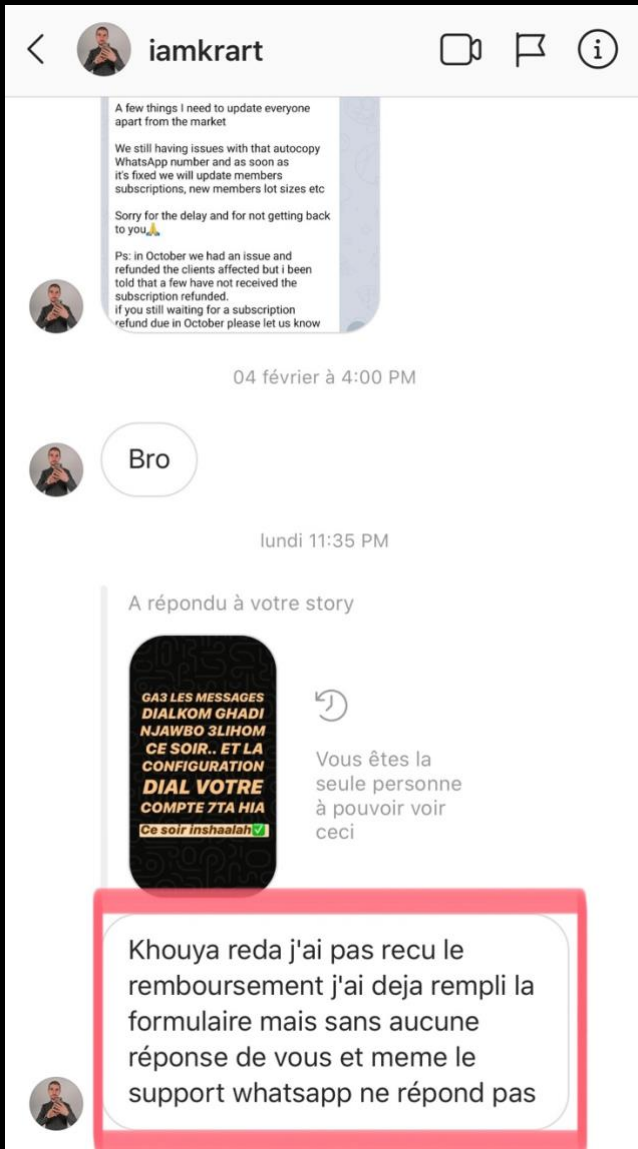 iamkrart
A few things I need to update everyone
apart from the market
We still having issues with that autocopy
WhatsApp number and as soon as
it's fixed we will update members
subscriptions, new members lot sizes etc
Sorry for the delay and for not getting back
to you🙏
Ps: in October we had an issue and
refunded the clients affected but i been
told that a few have not received the
subscription refunded.
if you still waiting for a subscription
refund due in October please let us know
04 février à 4:00 PM
Bro
lundi 11:35 PM
A répondu à votre story
GA3 LES MESSAGES
DIALKOM GHADI
NJAWBO 3LIHOM
CE SOIR.. ET LA
CONFIGURATION
DIAL VOTRE
COMPTE 7TA HIA
Ce soir inshaalah✅
Vous êtes la
seule personne
à pouvoir voir
ceci
Khouya reda j'ai pas recu le
remboursement j'ai deja rempli la
formulaire mais sans aucune
réponse de vous et meme le
support whatsapp ne répond pas